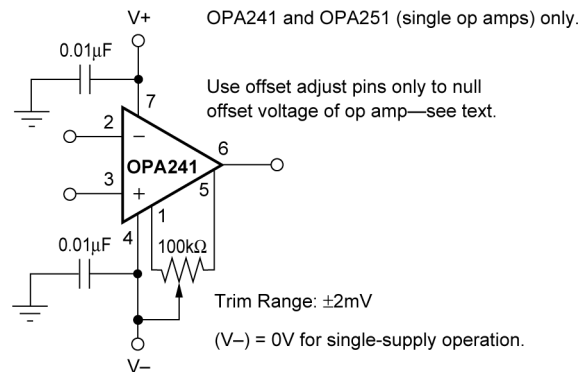 V+
OPA241 and OPA251 (single op amps) only.
0.01μF
Use offset adjust pins only to null
offset voltage of op amp—see text.
7
2
−
6
OPA241
3
+
5
1
4
0.01μF
100kΩ
Trim Range: ±2mV
(V–) = 0V for single-supply operation.
V–